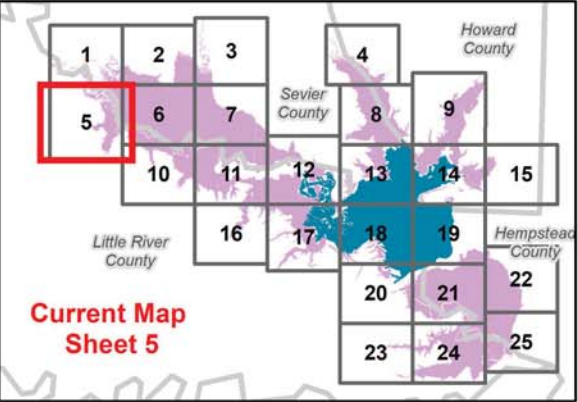 Howard
County
1
2
3
4
Sevier
County
5
6
7
8
9
10
11
12
13
14
15
Little River
County
16
17
18
19
Hempstead
County
20
21
22
Current Map
Sheet 5
23
24
25